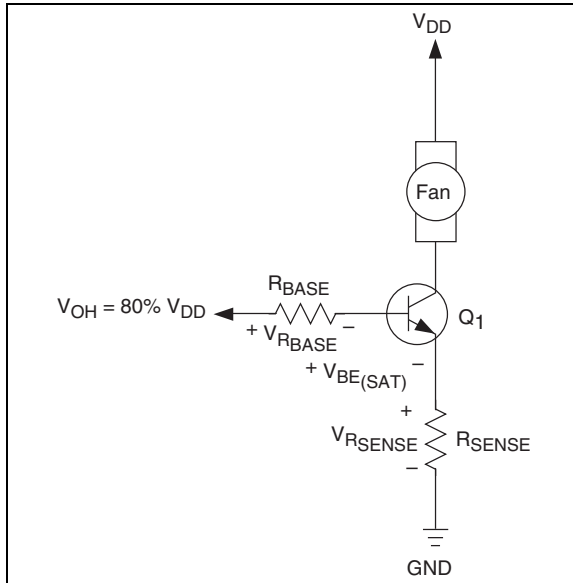 VDD
Fan
RBASE
VOH = 80% VDD
Q1
+ VRBASE –
+ VBE(SAT) –
+
VRSENSE RSENSE
–
GND